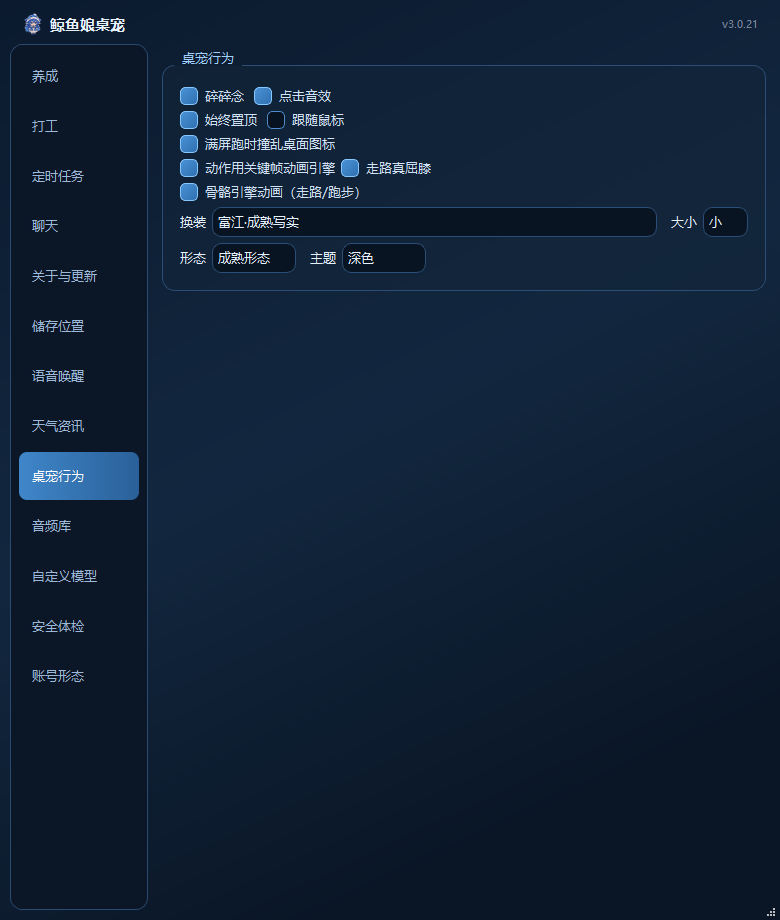 鲸鱼娘桌宠
v3.0.21
养成
打工
定时任务
聊天
关于与更新
储存位置
语音唤醒
天气资讯
桌宠行为
音频库
自定义模型
安全体检
账号形态
桌宠行为
碎碎念 点击音效
始终置顶 跟随鼠标
满屏跑时撞乱桌面图标
动作用关键帧动画引擎 走路真屈膝
骨骼引擎动画（走路/跑步）
换装 富江·成熟写实 大小 小
形态 成熟形态 主题 深色